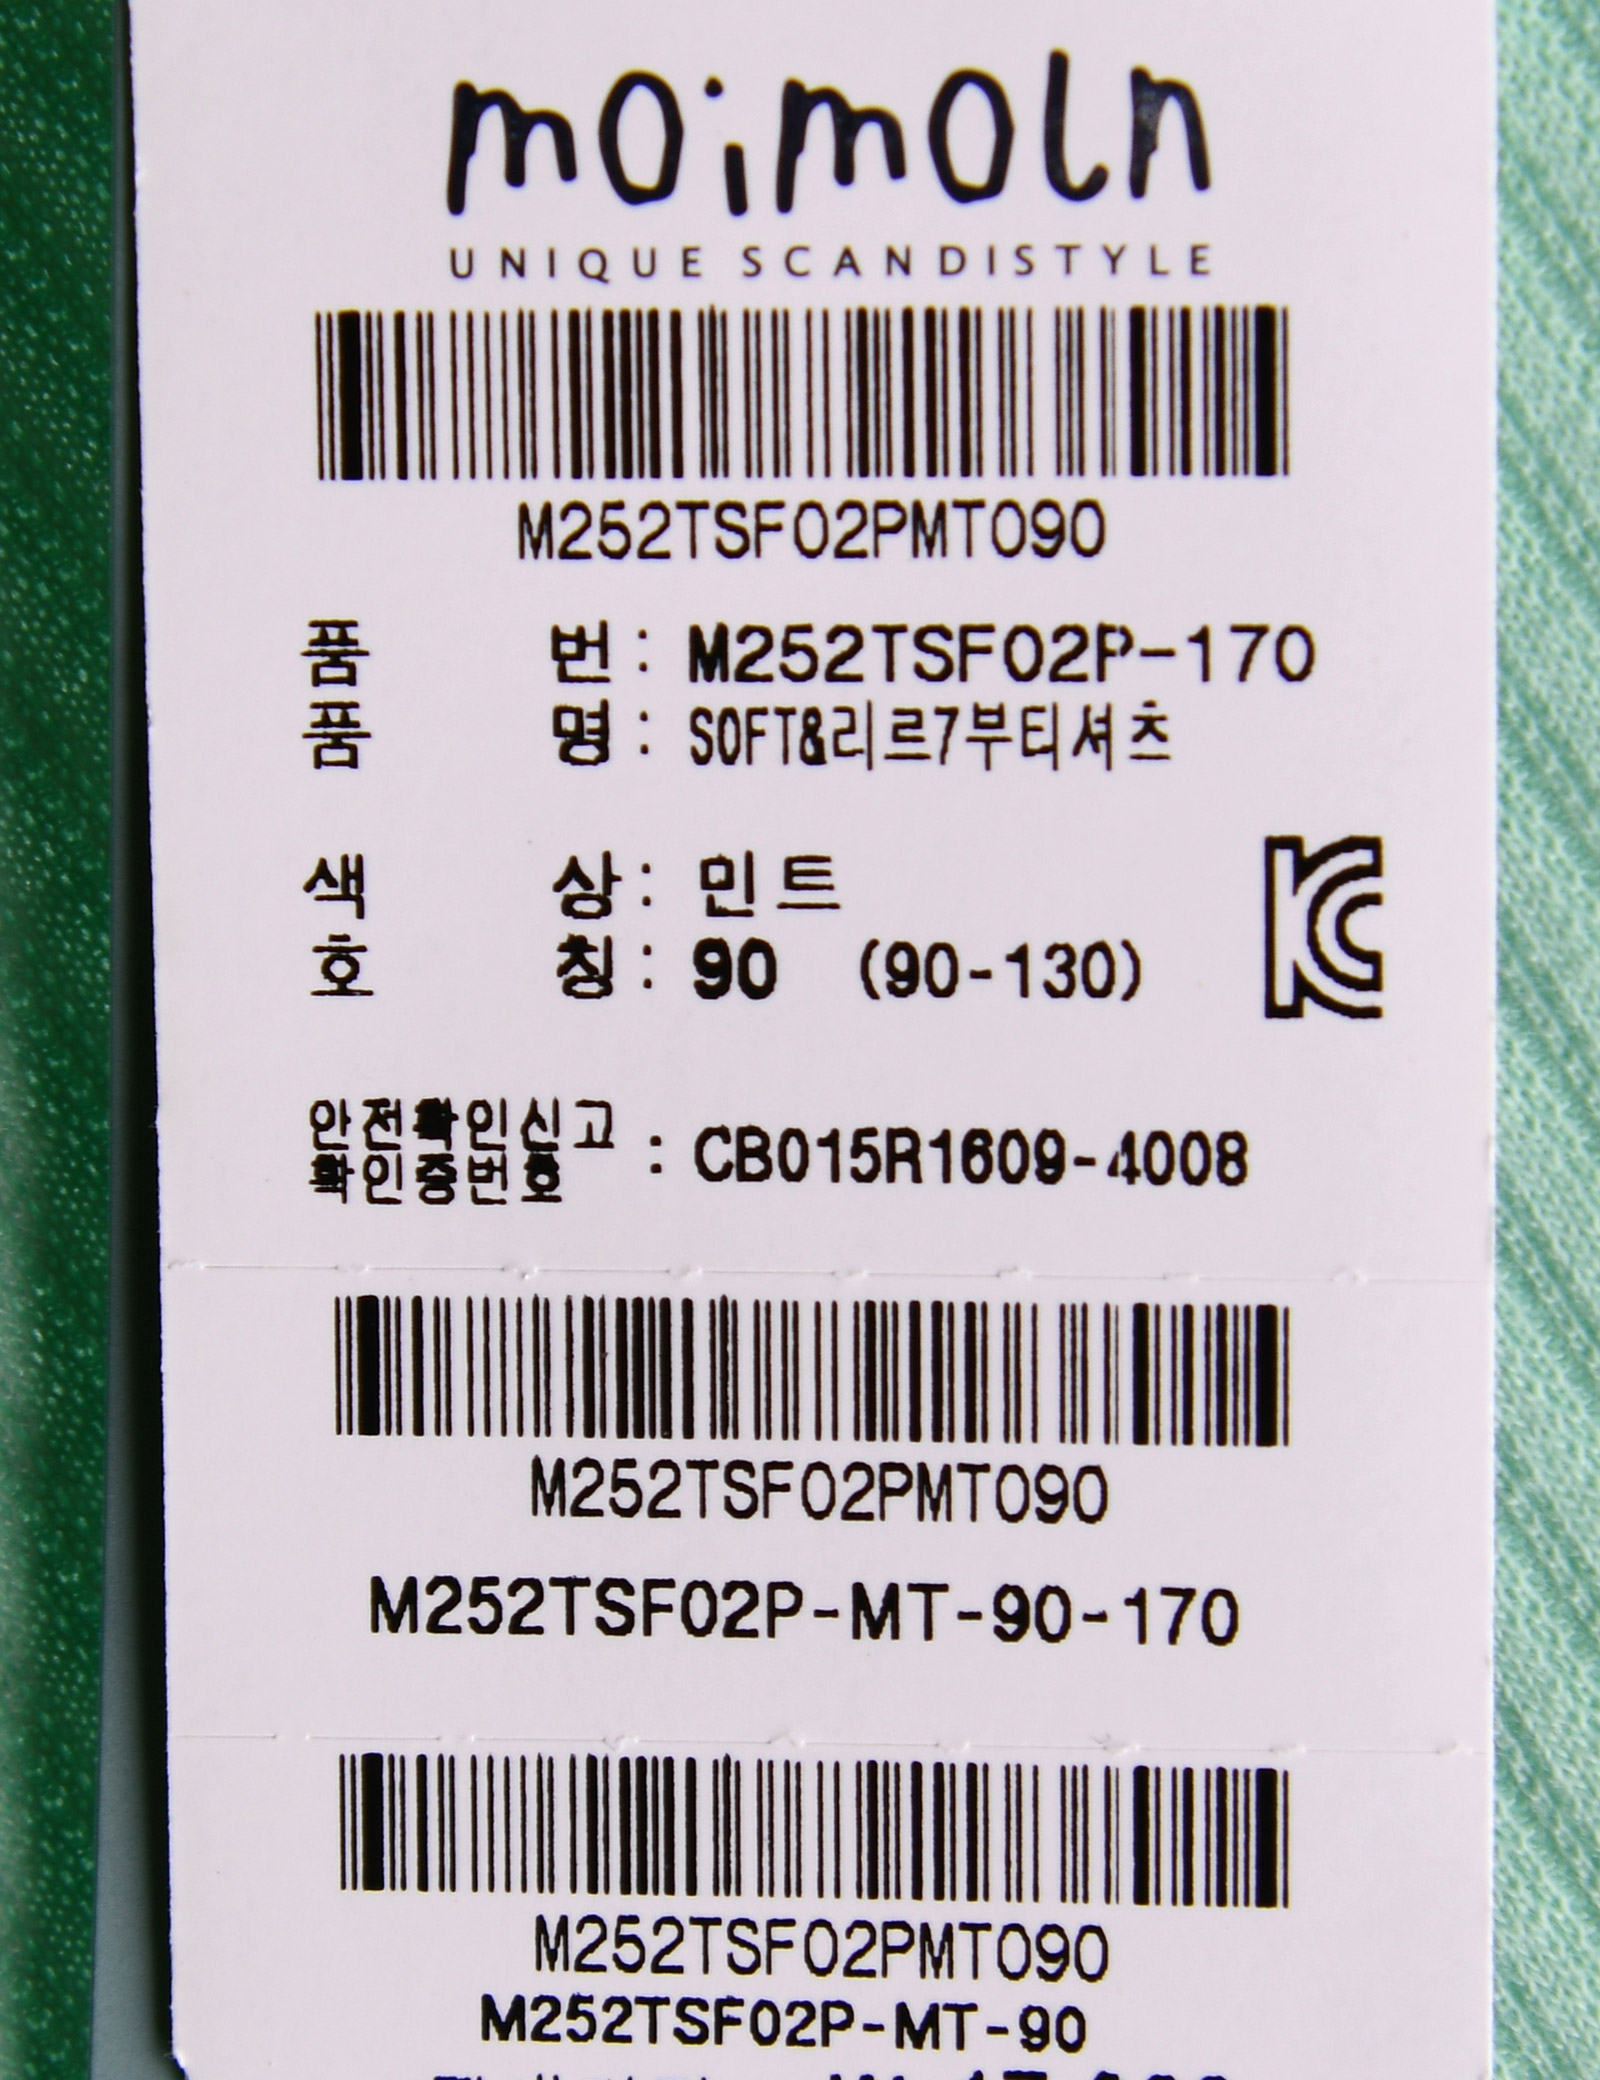 moimoln
UNIQUE SCANDISTYLE
M252TSF02PMT090
품 번 : M252TSF02P-170
품 명 : SOFT&리르7부티셔츠
색 상 : 민트
호 칭 : 90 (90-130)
안전확인신고
확인증번호 : CB015R1609-4008
M252TSF02PMT090
M252TSF02P-MT-90-170
M252TSF02PMT090
M252TSF02P-MT-90